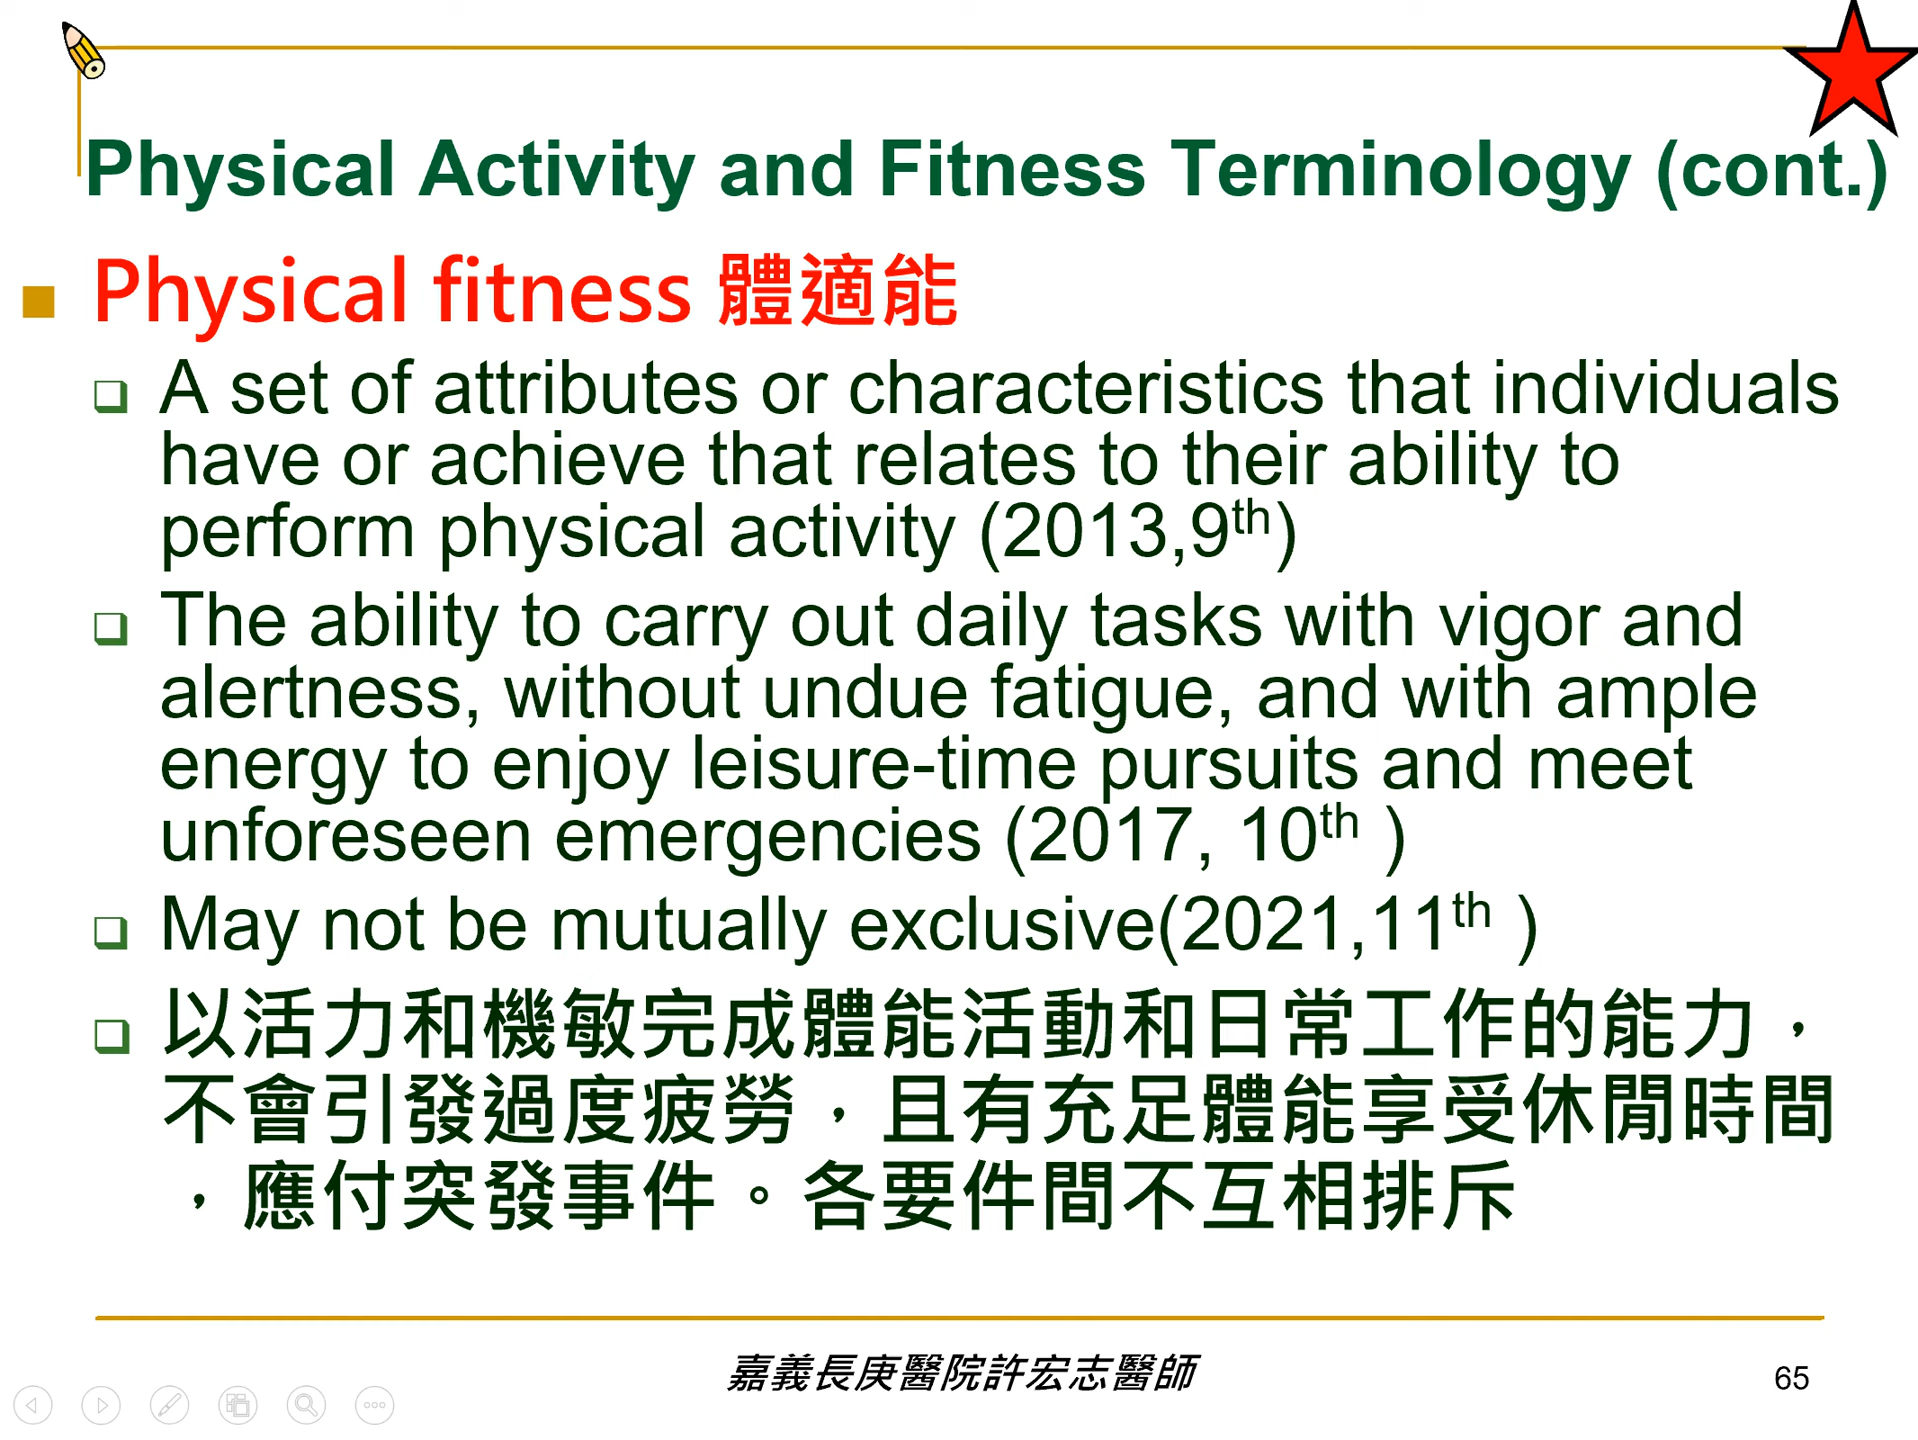 Physical Activity and Fitness Terminology (cont.)
Physical fitness 體適能
A set of attributes or characteristics that individuals
have or achieve that relates to their ability to
perform physical activity (2013,9th)
The ability to carry out daily tasks with vigor and
alertness, without undue fatigue, and with ample
energy to enjoy leisure-time pursuits and meet
unforeseen emergencies (2017, 10th )
May not be mutually exclusive(2021,11th )
以活力和機敏完成體能活動和日常工作的能力，
不會引發過度疲勞，且有充足體能享受休閒時間
，應付突發事件。各要件間不互相排斥
嘉義長庚醫院許宏志醫師
65